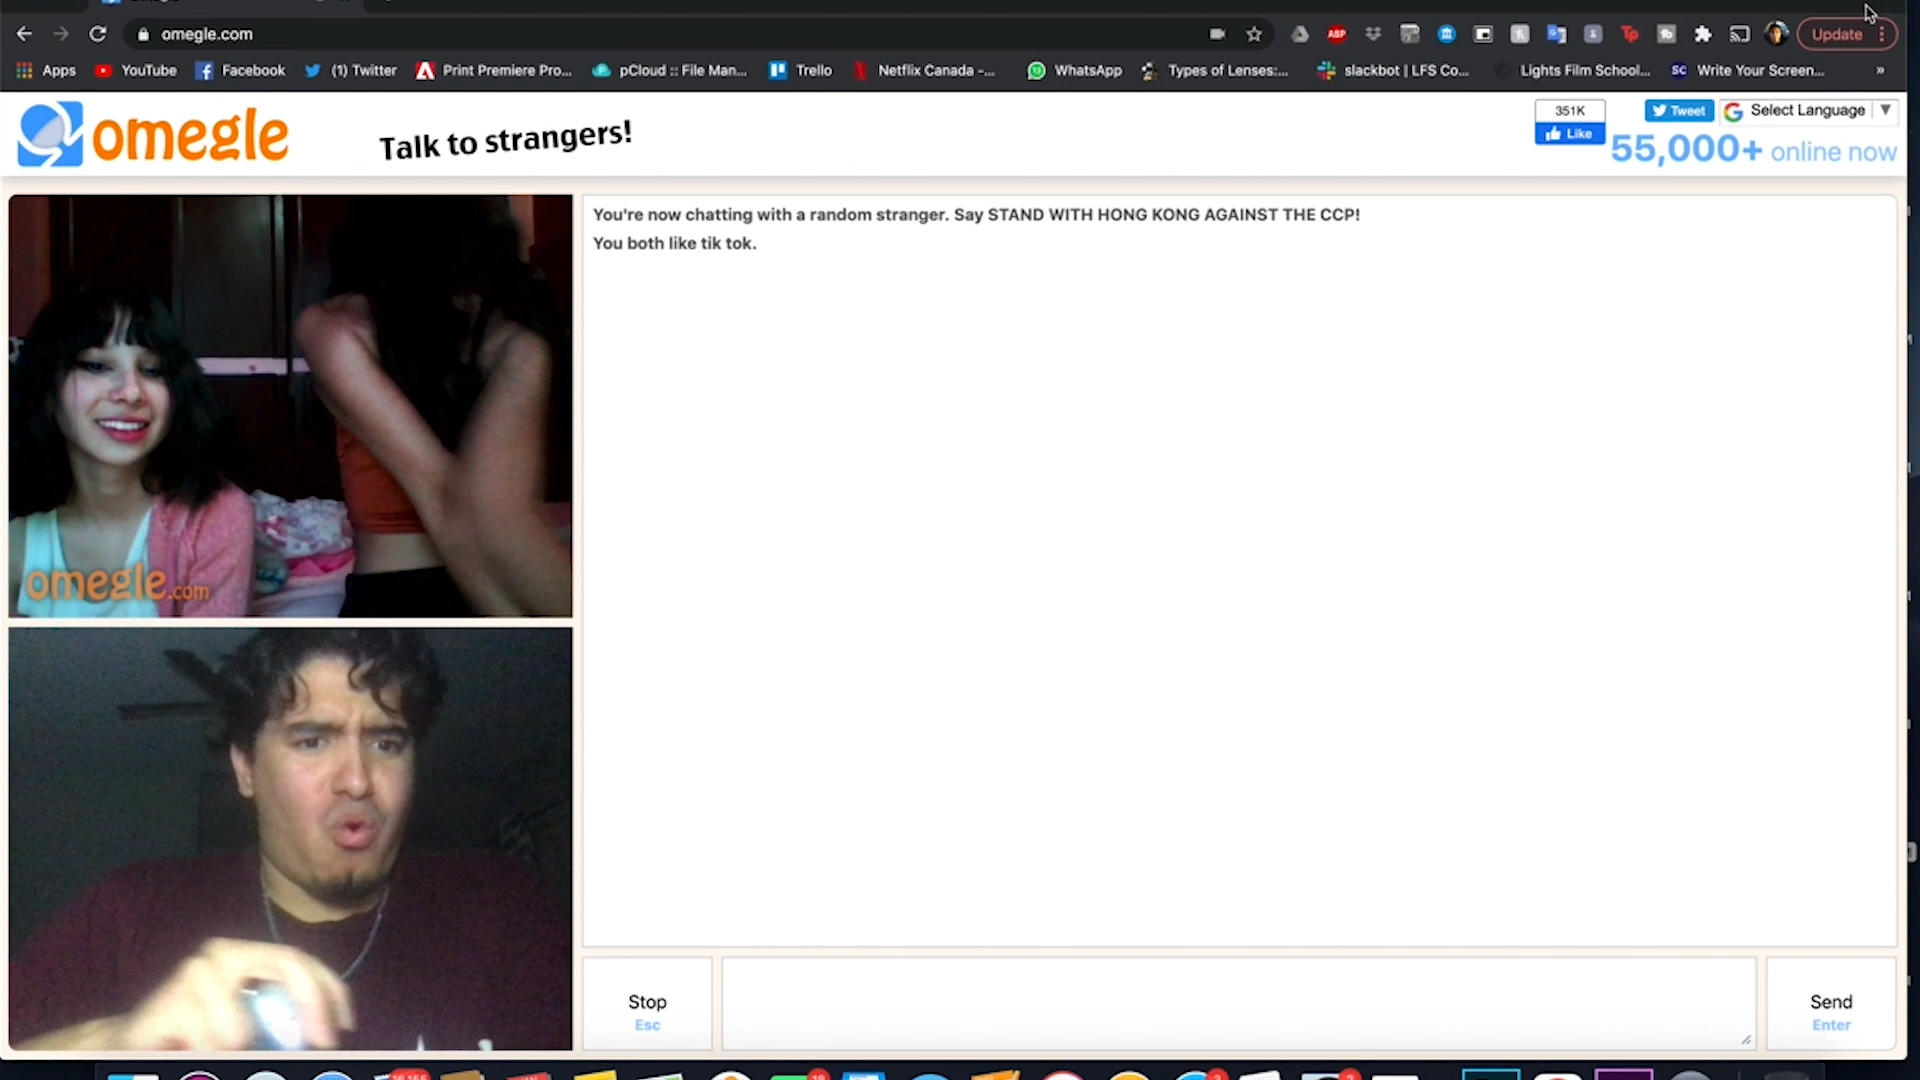 omegle.com
Update
Apps
YouTube
Facebook
(1) Twitter
Print Premiere Pro...
pCloud :: File Man...
Trello
Netflix Canada -...
WhatsApp
Types of Lenses:...
slackbot | LFS Co...
Lights Film School...
SC Write Your Screen...
»
omegle
Talk to strangers!
351K
Like
Tweet
Select Language
55,000+ online now
You're now chatting with a random stranger. Say STAND WITH HONG KONG AGAINST THE CCP!
You both like tik tok.
omegle.com
Stop
Esc
Send
Enter